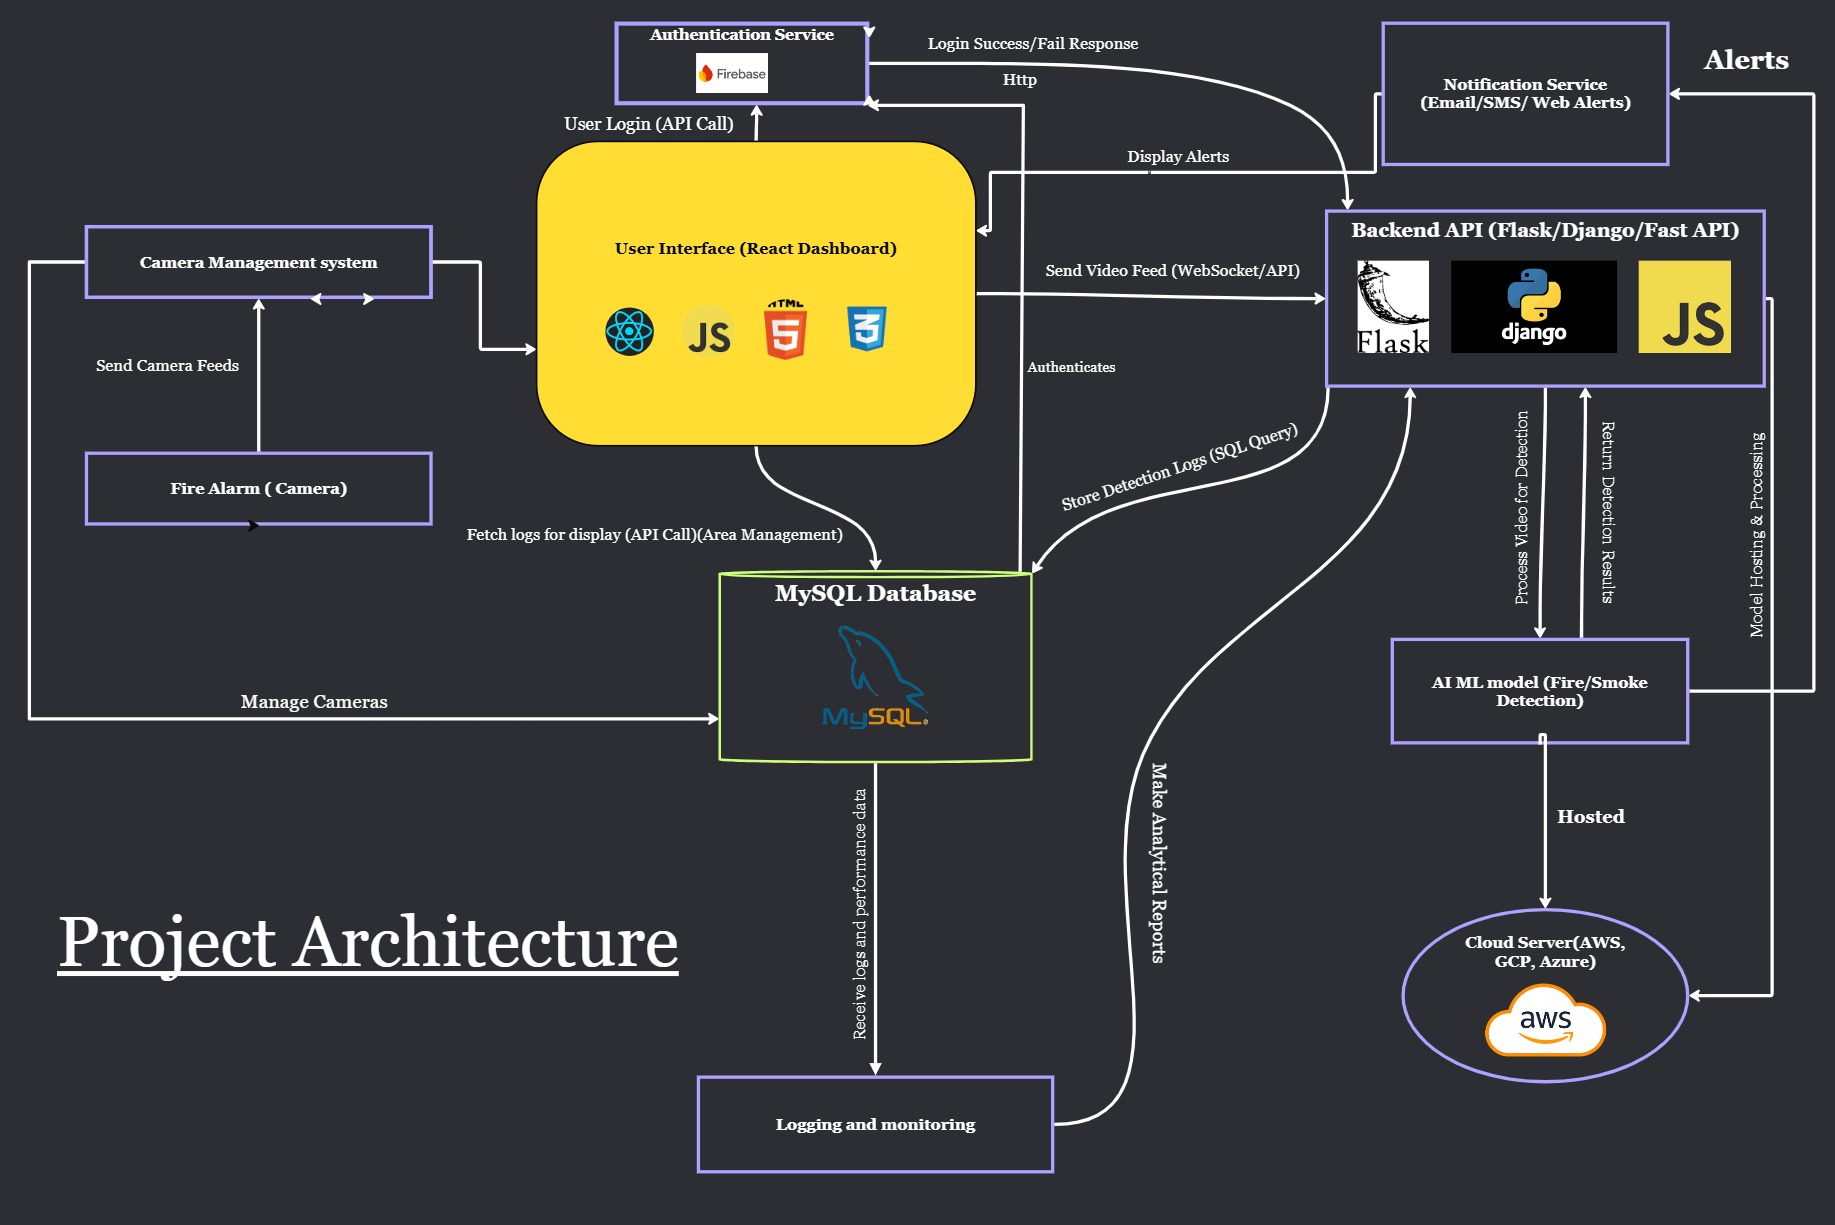 Authentication Service
Firebase
Login Success/Fail Response
Http
Alerts
Notification Service
(Email/SMS/ Web Alerts)
User Login (API Call)
Display Alerts
Camera Management system
User Interface (React Dashboard)
JS
HTML
5
3
Send Video Feed (WebSocket/API)
Backend API (Flask/Django/Fast API)
Flask
django
JS
Send Camera Feeds
Authenticates
Fire Alarm ( Camera)
Store Detection Logs (SQL Query)
Process Video for Detection
Return Detection Results
Model Hosting & Processing
Fetch logs for display (API Call)(Area Management)
MySQL Database
MySQL®
Manage Cameras
AI ML model (Fire/Smoke
Detection)
Hosted
Receive logs and performance data
Make Analytical Reports
Project Architecture
Cloud Server(AWS,
GCP, Azure)
aws
Logging and monitoring